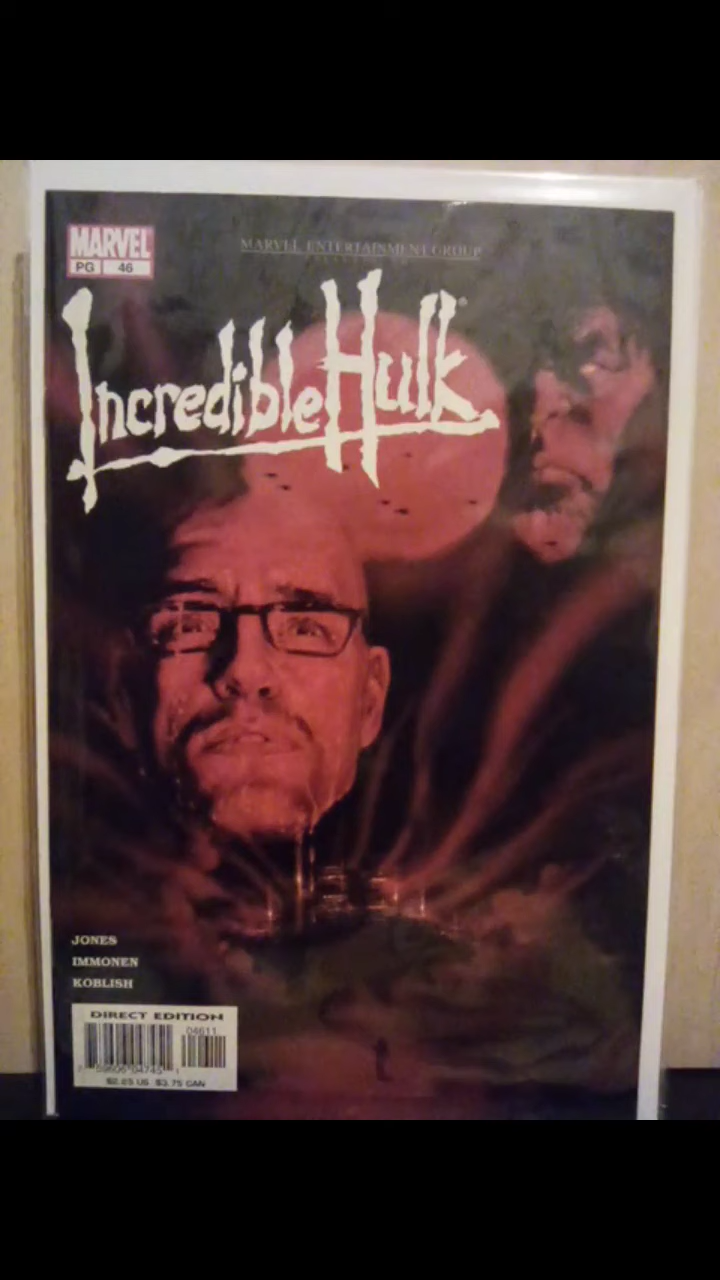 MARVEL
PG 46
MARVEL ENTERTAINMENT GROUP
Incredible Hulk
JONES
IMMONEN
KOBLISH
DIRECT EDITION
04611
$2.25 US $3.75 CAN